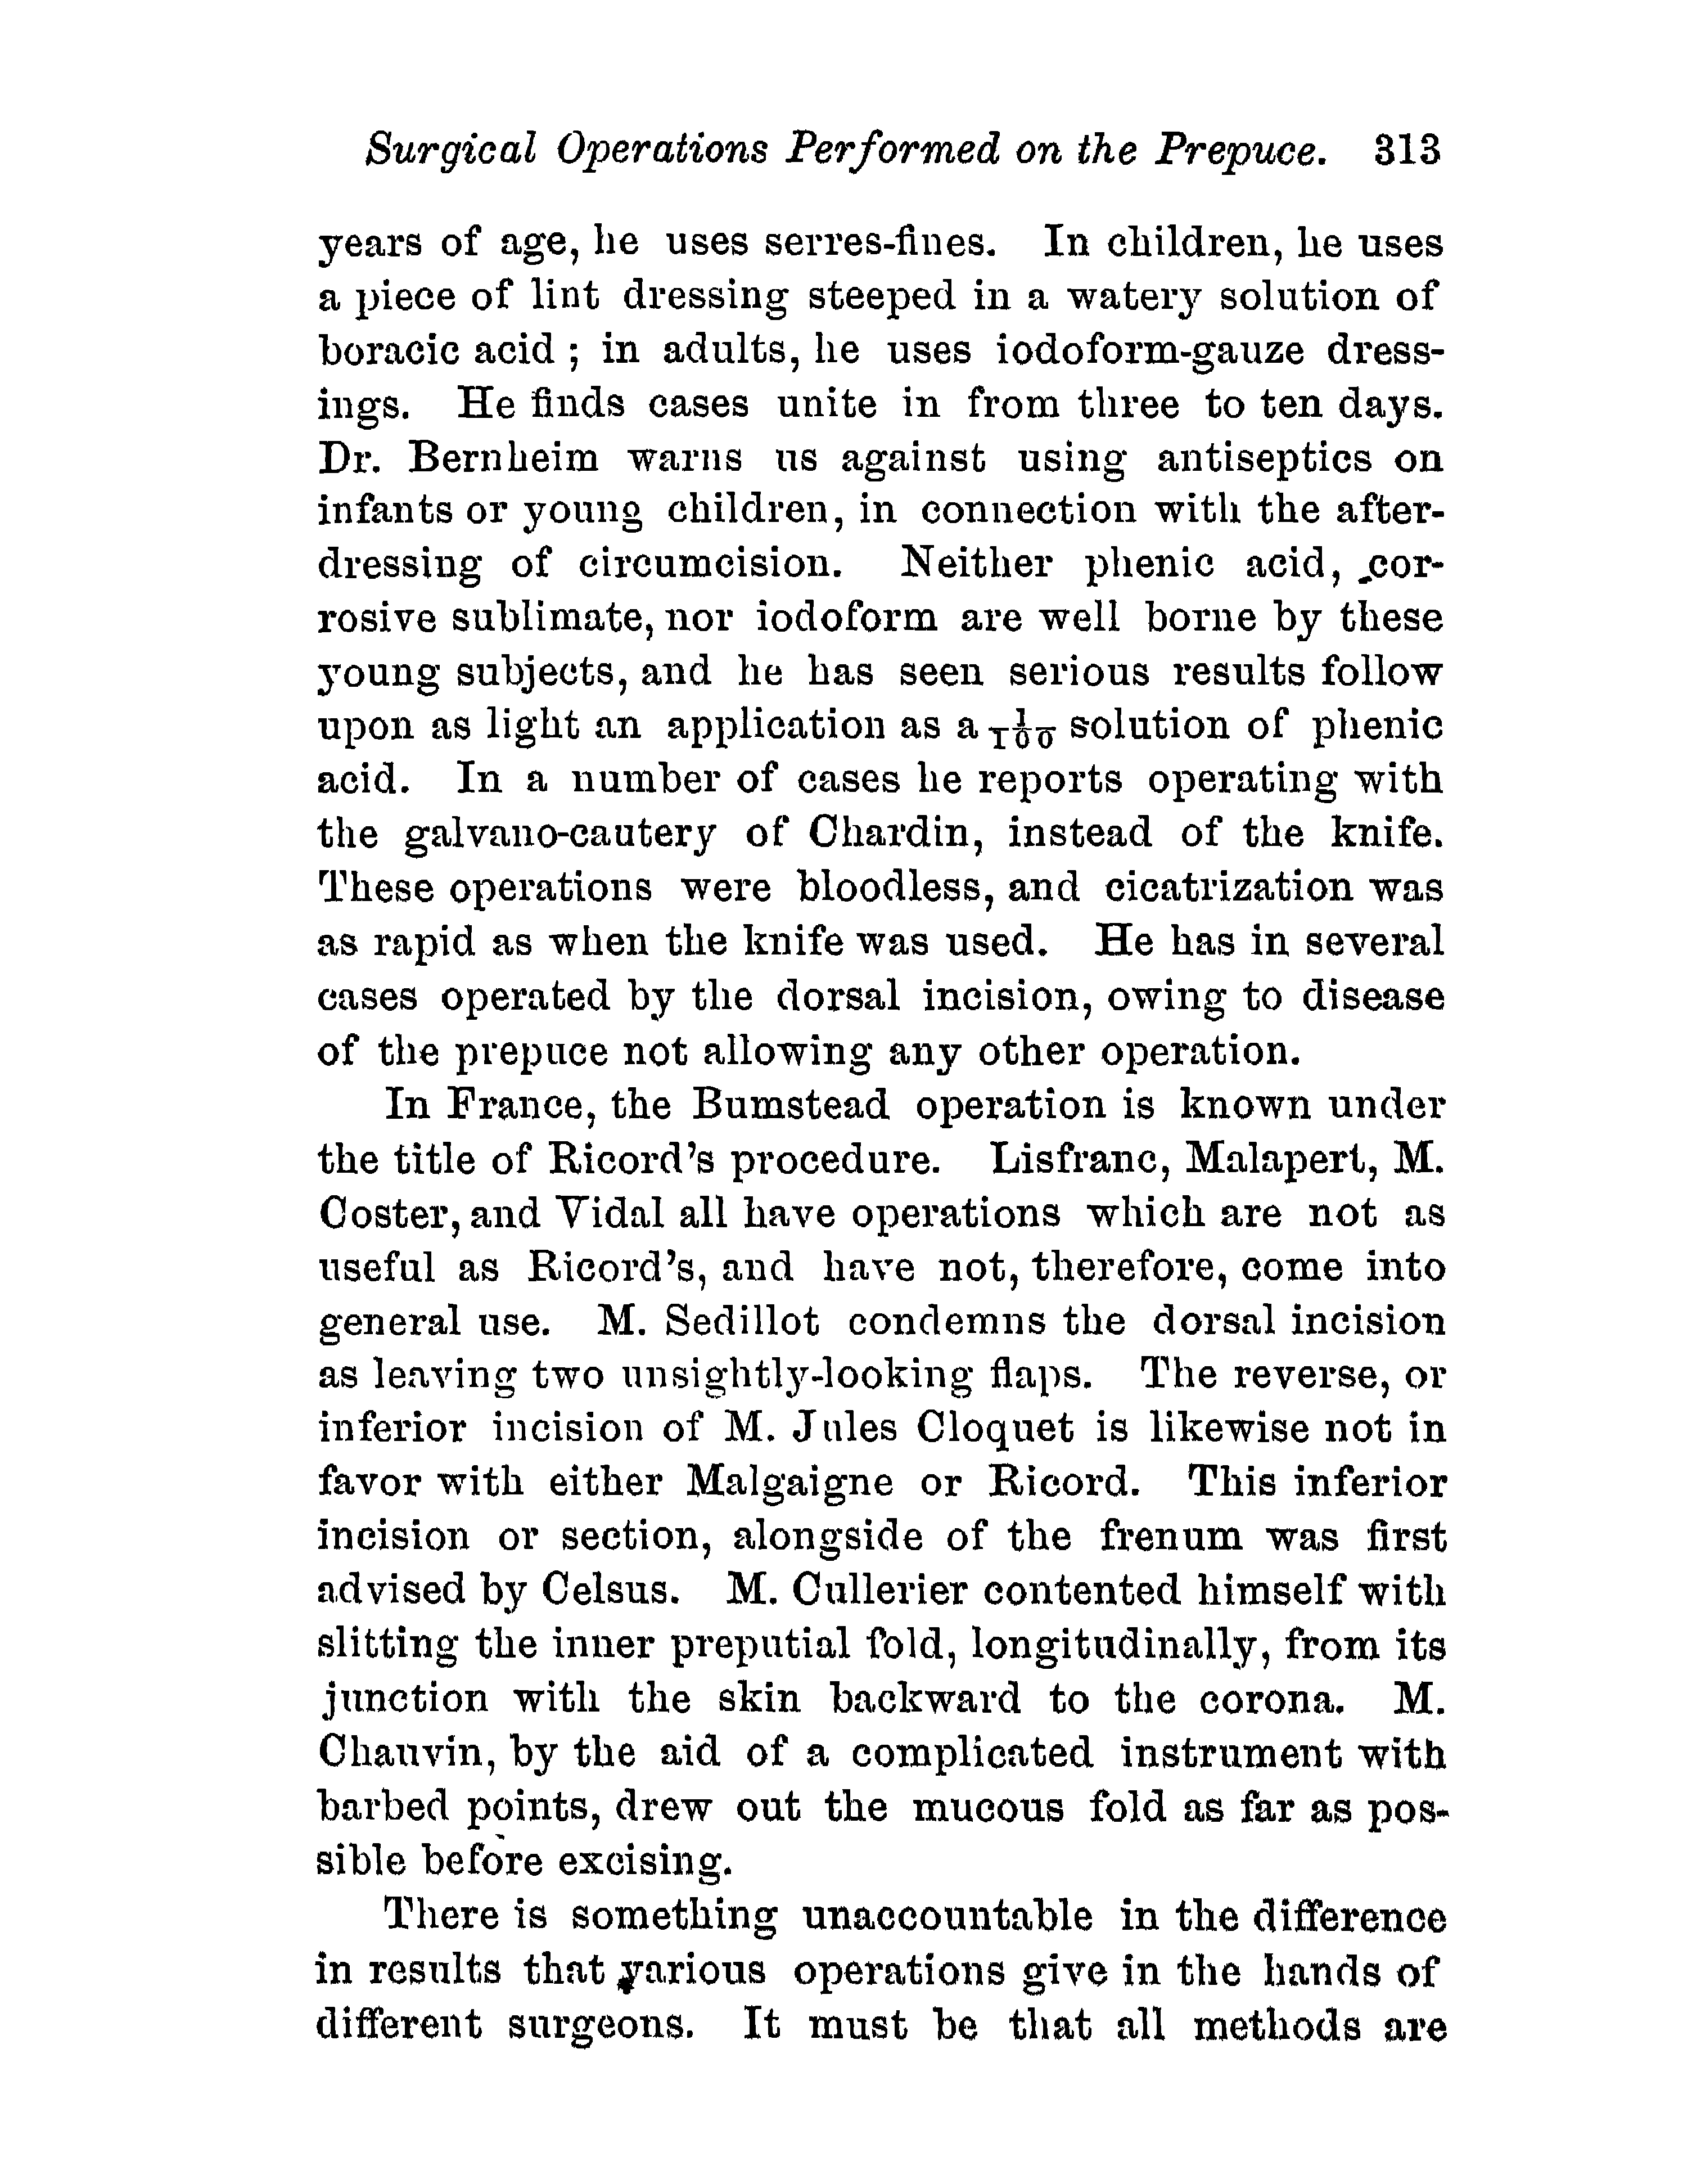 Surgical Operations Performed on the Prepuce. 313
years of age, he uses serres-fines. In children, he uses
a piece of lint dressing steeped in a watery solution of
boracic acid ; in adults, he uses iodoform-gauze dress-
ings. He finds cases unite in from three to ten days.
Dr. Bernheim warns us against using antiseptics on
infants or young children, in connection with the after-
dressing of circumcision. Neither phenic acid, cor-
rosive sublimate, nor iodoform are well borne by these
young subjects, and he has seen serious results follow
upon as light an application as a 1/100 solution of phenic
acid. In a number of cases he reports operating with
the galvano-cautery of Chardin, instead of the knife.
These operations were bloodless, and cicatrization was
as rapid as when the knife was used. He has in several
cases operated by the dorsal incision, owing to disease
of the prepuce not allowing any other operation.
In France, the Bumstead operation is known under
the title of Ricord's procedure. Lisfranc, Malapert, M.
Coster, and Vidal all have operations which are not as
useful as Ricord's, and have not, therefore, come into
general use. M. Sedillot condemns the dorsal incision
as leaving two unsightly-looking flaps. The reverse, or
inferior incision of M. Jules Cloquet is likewise not in
favor with either Malgaigne or Ricord. This inferior
incision or section, alongside of the frenum was first
advised by Celsus. M. Cullerier contented himself with
slitting the inner preputial fold, longitudinally, from its
junction with the skin backward to the corona. M.
Chauvin, by the aid of a complicated instrument with
barbed points, drew out the mucous fold as far as pos-
sible before excising.
There is something unaccountable in the difference
in results that various operations give in the hands of
different surgeons. It must be that all methods are